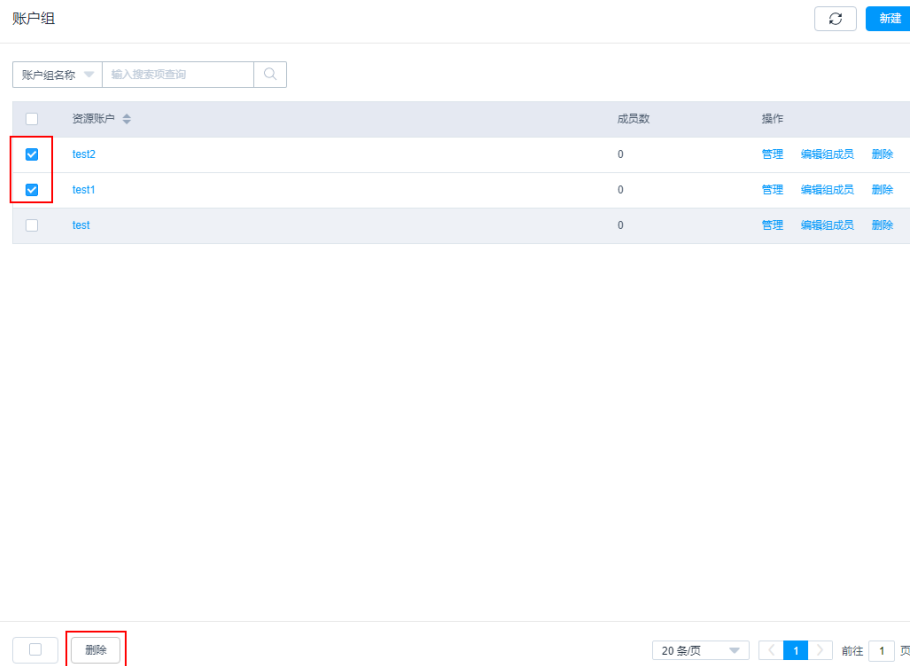 账户组
新建
账户组名称 输入搜索项查询
资源账户 成员数 操作
test2 0 管理 编辑组成员 删除
test1 0 管理 编辑组成员 删除
test 0 管理 编辑组成员 删除
删除 20 条/页 1 前往 1 页